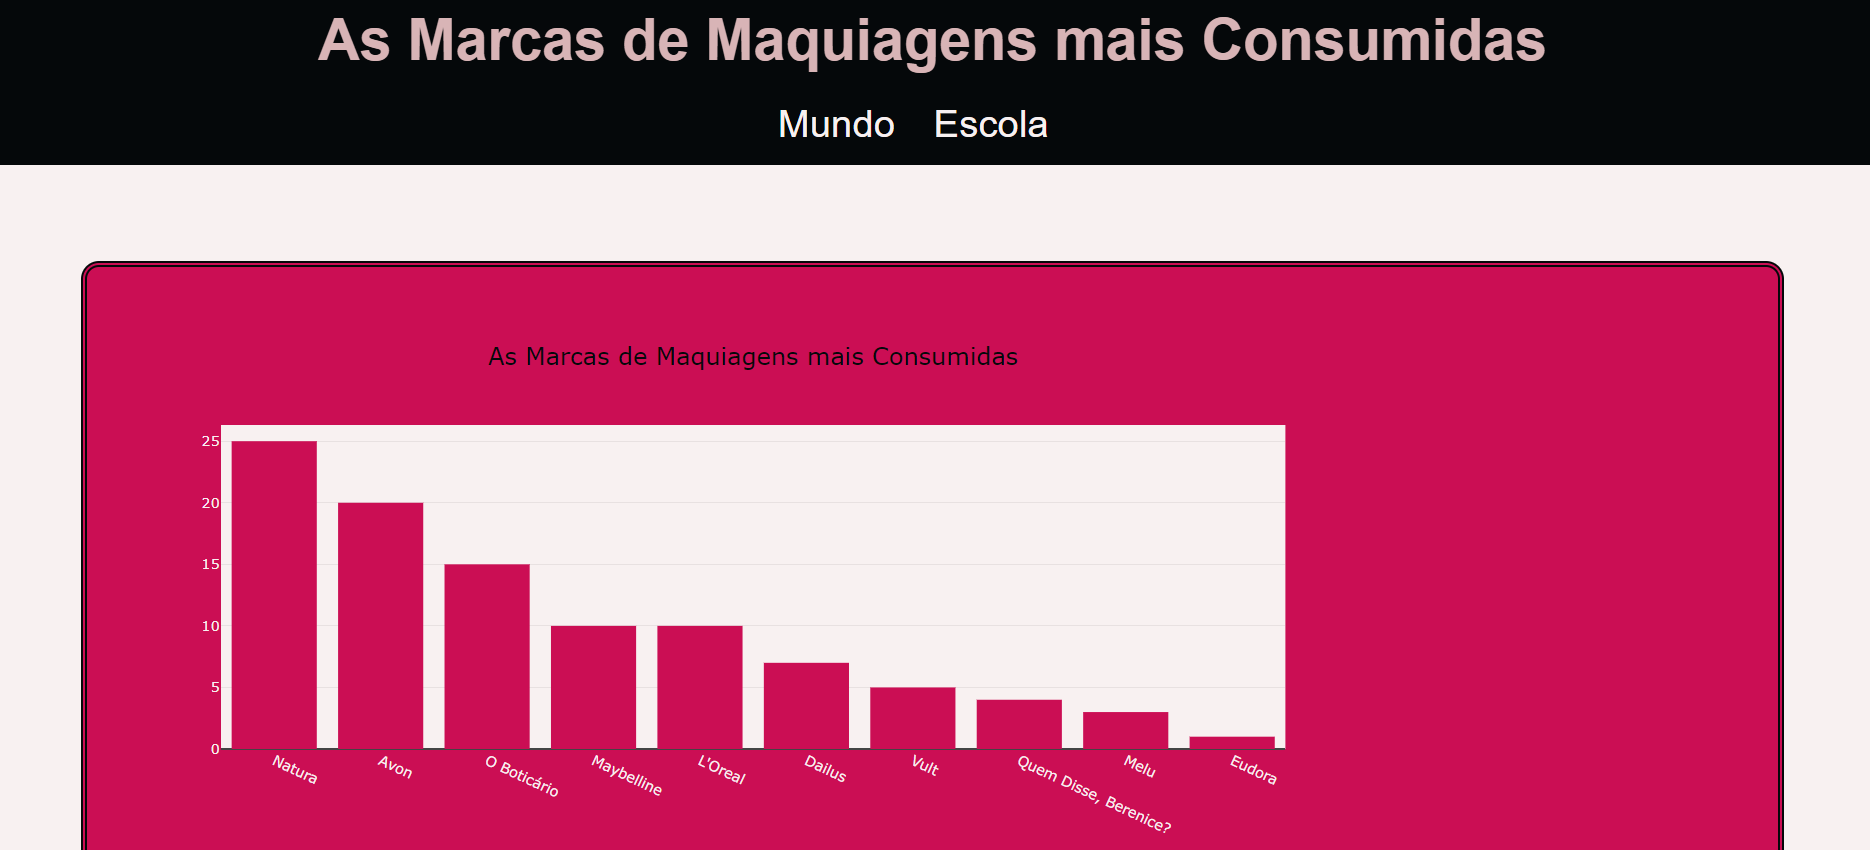 As Marcas de Maquiagens mais Consumidas
Mundo Escola
As Marcas de Maquiagens mais Consumidas
25
20
15
10
5
0
Natura
Avon
O Boticário
Maybelline
L'Oreal
Dailus
Vult
Quem Disse, Berenice?
Melu
Eudora